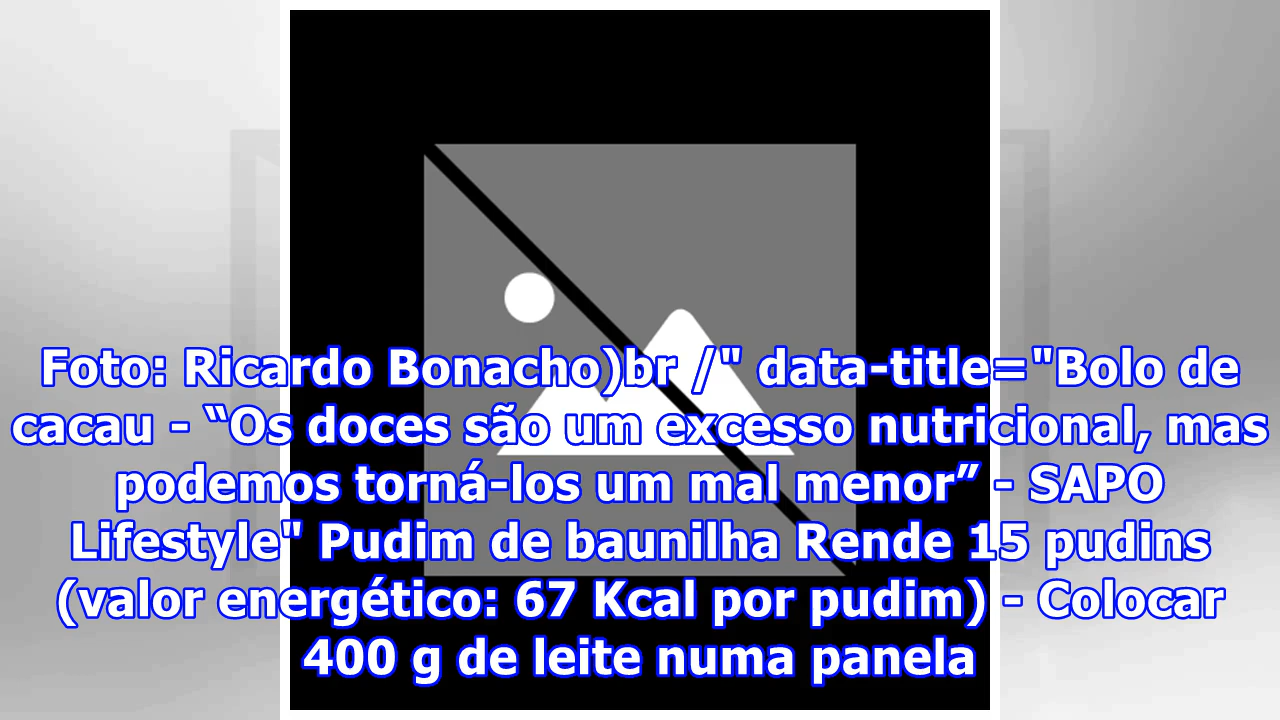 Foto: Ricardo Bonacho)br /" data-title="Bolo de
cacau - “Os doces são um excesso nutricional, mas
podemos torná-los um mal menor” - SAPO
Lifestyle" Pudim de baunilha Rende 15 pudins
(valor energético: 67 Kcal por pudim) - Colocar
400 g de leite numa panela